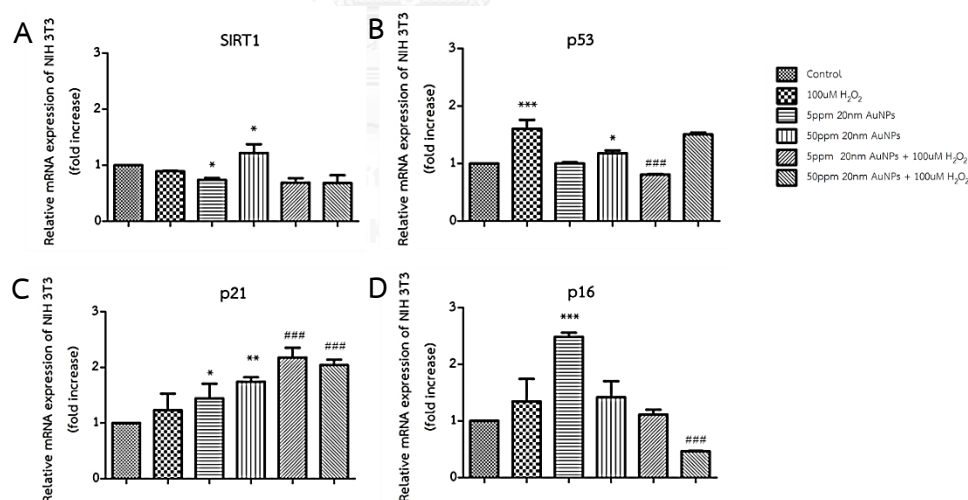 A
SIRT1
Relative mRNA expression of NIH 3T3
(fold increase)
3
2
1
0
*
*
B
p53
Relative mRNA expression of NIH 3T3
(fold increase)
3
2
1
0
***
*
###
Control
100uM H₂O₂
5ppm 20nm AuNPs
50ppm 20nm AuNPs
5ppm 20nm AuNPs + 100uM H₂O₂
50ppm 20nm AuNPs + 100uM H₂O₂
C
p21
Relative mRNA expression of NIH 3T3
(fold increase)
3
2
1
0
*
**
###
###
D
p16
Relative mRNA expression of NIH 3T3
(fold increase)
3
2
1
0
***
###